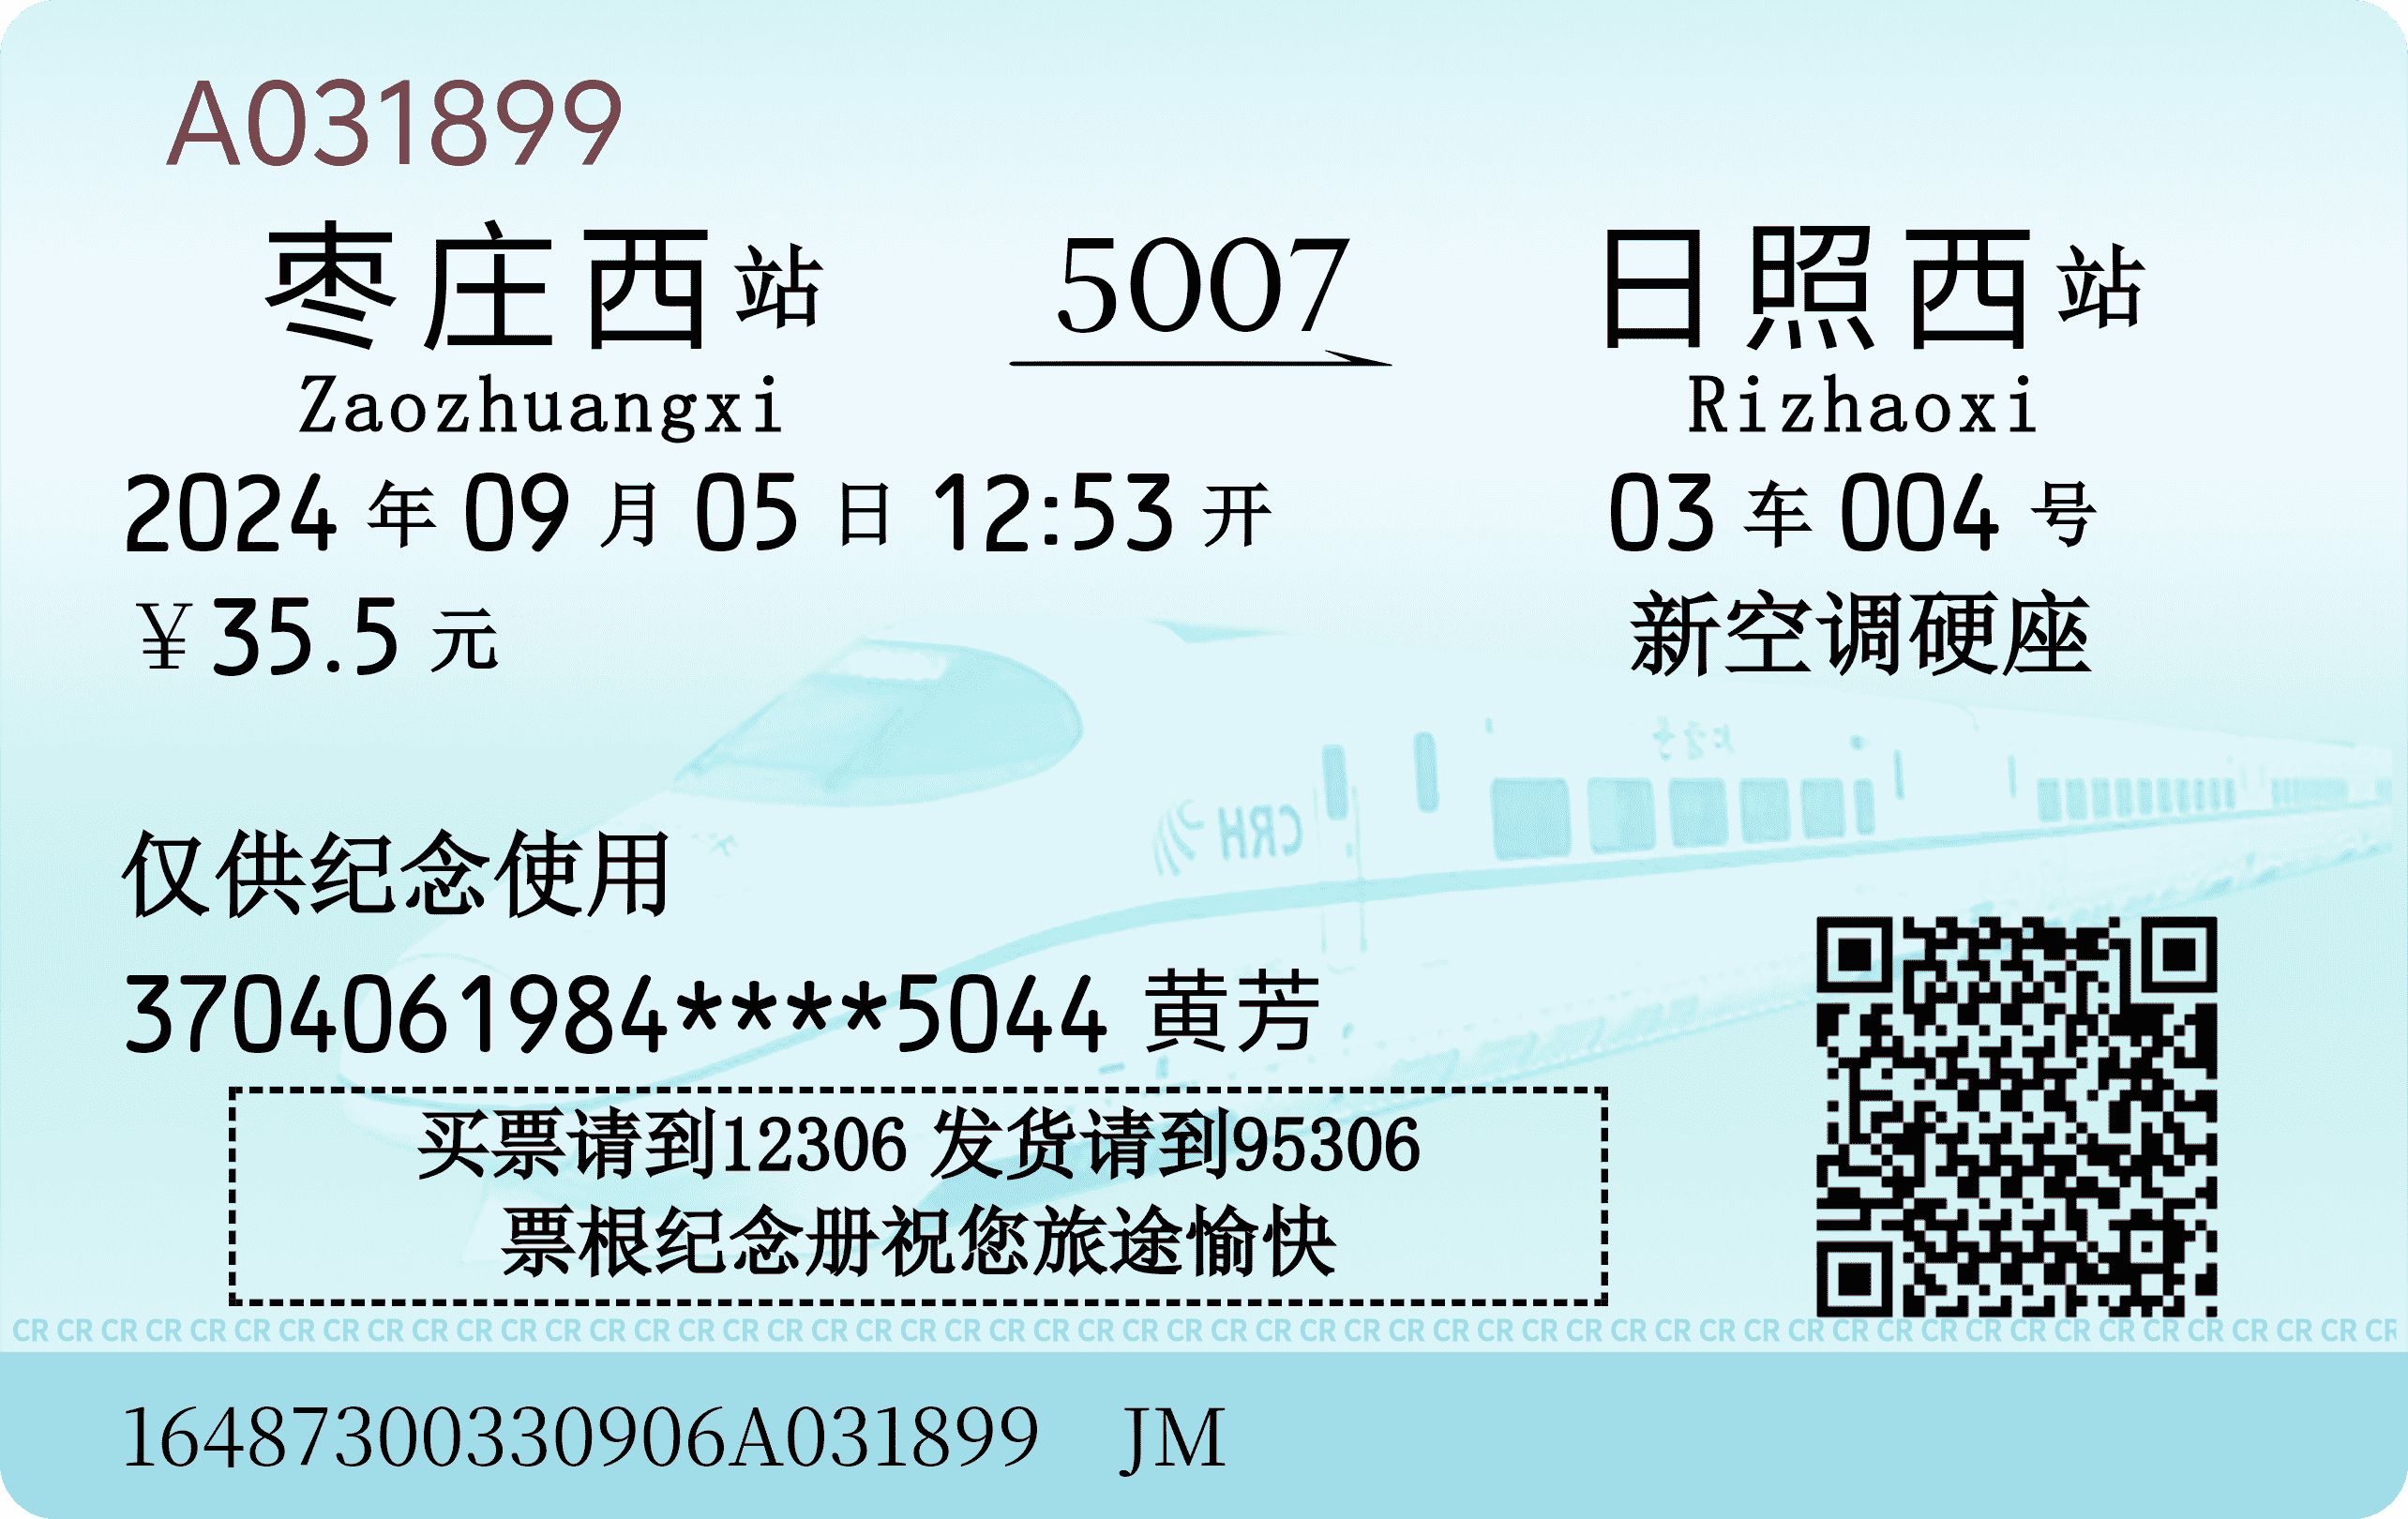 A031899
枣庄西站 5007 日照西站
Zaozhuangxi Rizhaoxi
2024年09月05日12:53开 03车004号
¥35.5元 新空调硬座
CRH
仅供纪念使用
3704061984****5044 黄芳
买票请到12306 发货请到95306
票根纪念册祝您旅途愉快
CR CR CR CR CR CR CR CR CR CR CR CR CR CR CR CR CR CR CR CR CR CR CR CR CR CR CR CR CR CR CR CR CR CR CR CR CR CR CR CR CR CR CR CR CR CR CR CR CR CR CR CR CR CR
16487300330906A031899 JM